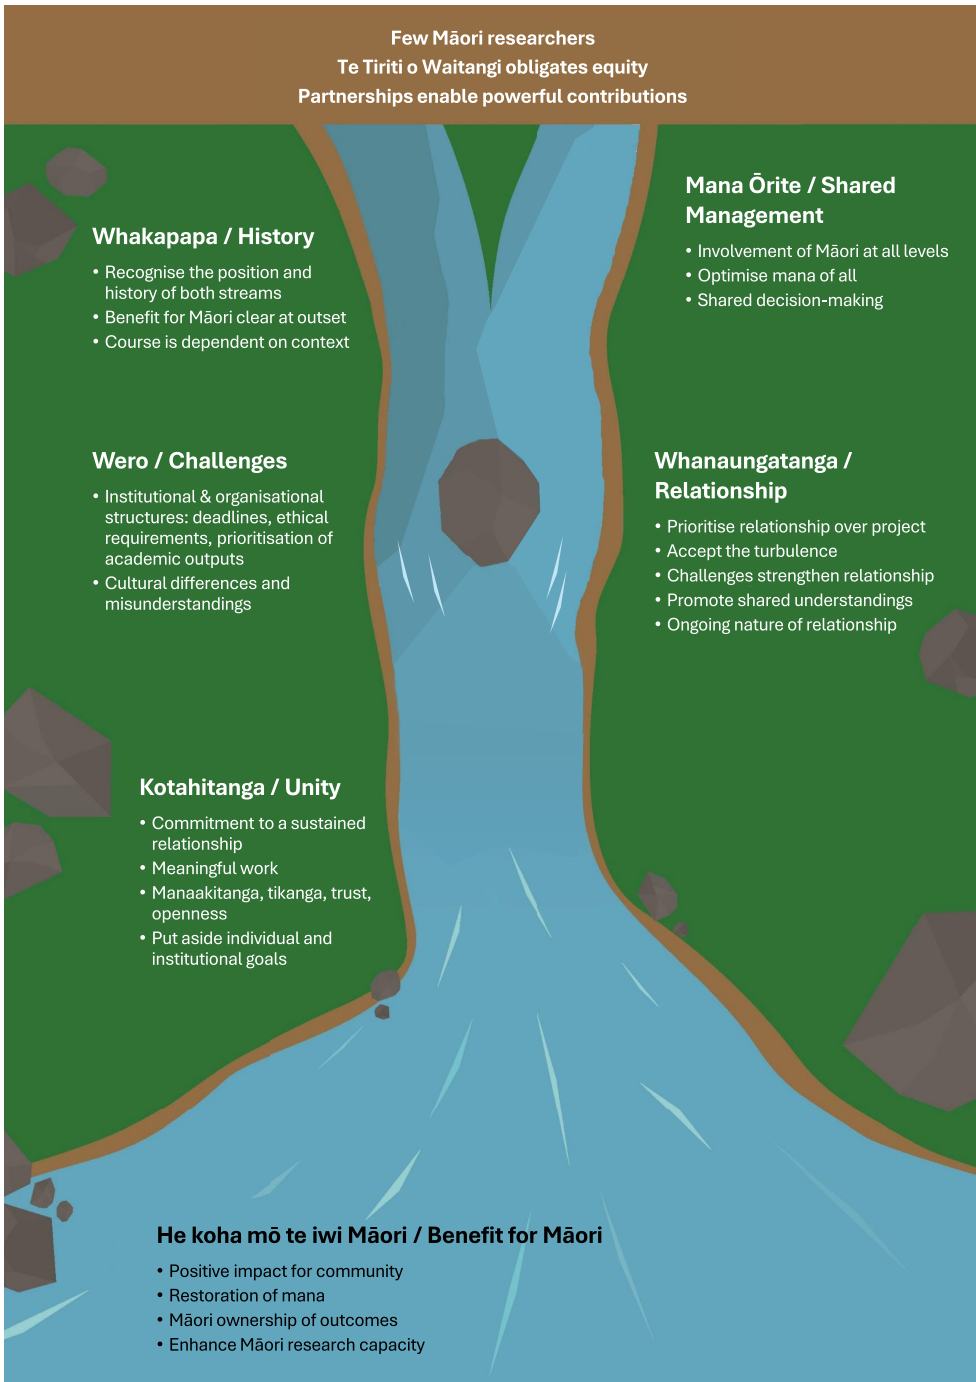 Few Māori researchers
Te Tiriti o Waitangi obligates equity
Partnerships enable powerful contributions
Whakapapa / History
• Recognise the position and
history of both streams
• Benefit for Māori clear at outset
• Course is dependent on context
Mana Ōrite / Shared
Management
• Involvement of Māori at all levels
• Optimise mana of all
• Shared decision-making
Wero / Challenges
• Institutional & organisational
structures: deadlines, ethical
requirements, prioritisation of
academic outputs
• Cultural differences and
misunderstandings
Whanaungatanga /
Relationship
• Prioritise relationship over project
• Accept the turbulence
• Challenges strengthen relationship
• Promote shared understandings
• Ongoing nature of relationship
Kotahitanga / Unity
• Commitment to a sustained
relationship
• Meaningful work
• Manaakitanga, tikanga, trust,
openness
• Put aside individual and
institutional goals
He koha mō te iwi Māori / Benefit for Māori
• Positive impact for community
• Restoration of mana
• Māori ownership of outcomes
• Enhance Māori research capacity